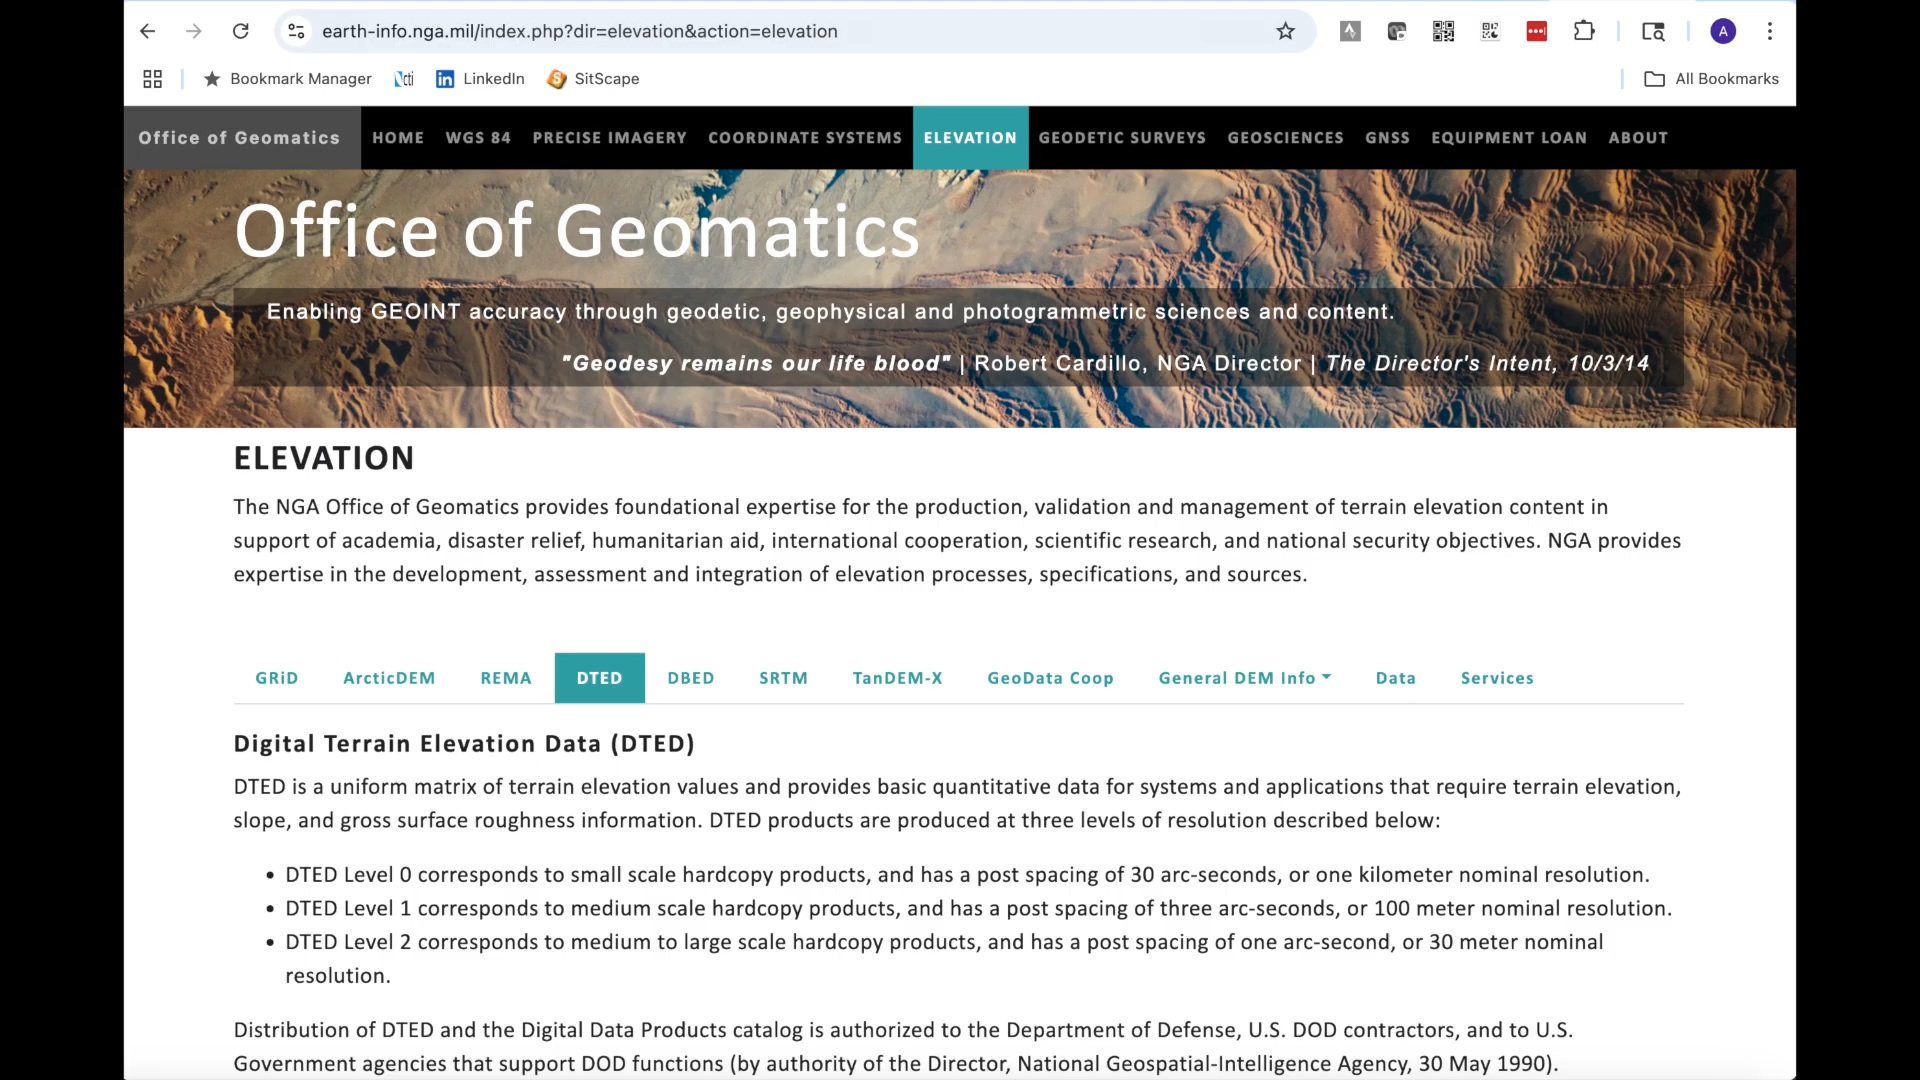 earth-info.nga.mil/index.php?dir=elevation&action=elevation
A
Bookmark Manager
cti
LinkedIn
SitScape
All Bookmarks
Office of Geomatics HOME WGS 84 PRECISE IMAGERY COORDINATE SYSTEMS ELEVATION GEODETIC SURVEYS GEOSCIENCES GNSS EQUIPMENT LOAN ABOUT
Office of Geomatics
Enabling GEOINT accuracy through geodetic, geophysical and photogrammetric sciences and content.
"Geodesy remains our life blood" | Robert Cardillo, NGA Director | The Director's Intent, 10/3/14
ELEVATION
The NGA Office of Geomatics provides foundational expertise for the production, validation and management of terrain elevation content in
support of academia, disaster relief, humanitarian aid, international cooperation, scientific research, and national security objectives. NGA provides
expertise in the development, assessment and integration of elevation processes, specifications, and sources.
GRiD ArcticDEM REMA DTED DBED SRTM TanDEM-X GeoData Coop General DEM Info Data Services
Digital Terrain Elevation Data (DTED)
DTED is a uniform matrix of terrain elevation values and provides basic quantitative data for systems and applications that require terrain elevation,
slope, and gross surface roughness information. DTED products are produced at three levels of resolution described below:
• DTED Level 0 corresponds to small scale hardcopy products, and has a post spacing of 30 arc-seconds, or one kilometer nominal resolution.
• DTED Level 1 corresponds to medium scale hardcopy products, and has a post spacing of three arc-seconds, or 100 meter nominal resolution.
• DTED Level 2 corresponds to medium to large scale hardcopy products, and has a post spacing of one arc-second, or 30 meter nominal
resolution.
Distribution of DTED and the Digital Data Products catalog is authorized to the Department of Defense, U.S. DOD contractors, and to U.S.
Government agencies that support DOD functions (by authority of the Director, National Geospatial-Intelligence Agency, 30 May 1990).